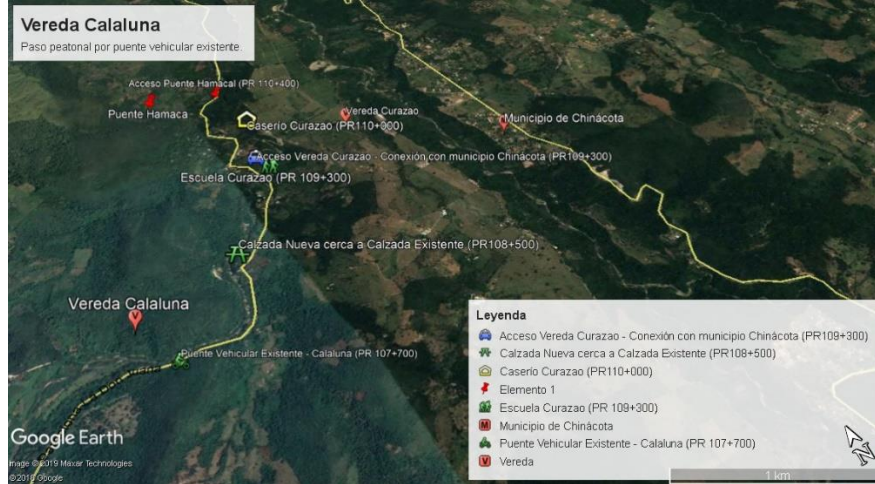 Vereda Calaluna
Paso peatonal por puente vehicular existente.
Acceso Puente Hamacal (PR 110+400)
Puente Hamaca
Vereda Curazao
Caserío Curazao (PR110+000)
Municipio de Chinácota
Acceso Vereda Curazao - Conexión con municipio Chinácota (PR109+300)
Escuela Curazao (PR 109+300)
Calzada Nueva cerca a Calzada Existente (PR108+500)
Vereda Calaluna
V
Puente Vehicular Existente - Calaluna (PR 107+700)
Leyenda
Acceso Vereda Curazao - Conexión con municipio Chinácota (PR109+300)
Calzada Nueva cerca a Calzada Existente (PR108+500)
Caserío Curazao (PR110+000)
Elemento 1
Escuela Curazao (PR 109+300)
M Municipio de Chinácota
Puente Vehicular Existente - Calaluna (PR 107+700)
V Vereda
Google Earth
Image © 2019 Maxar Technologies
© 2018 Google
N
1 km